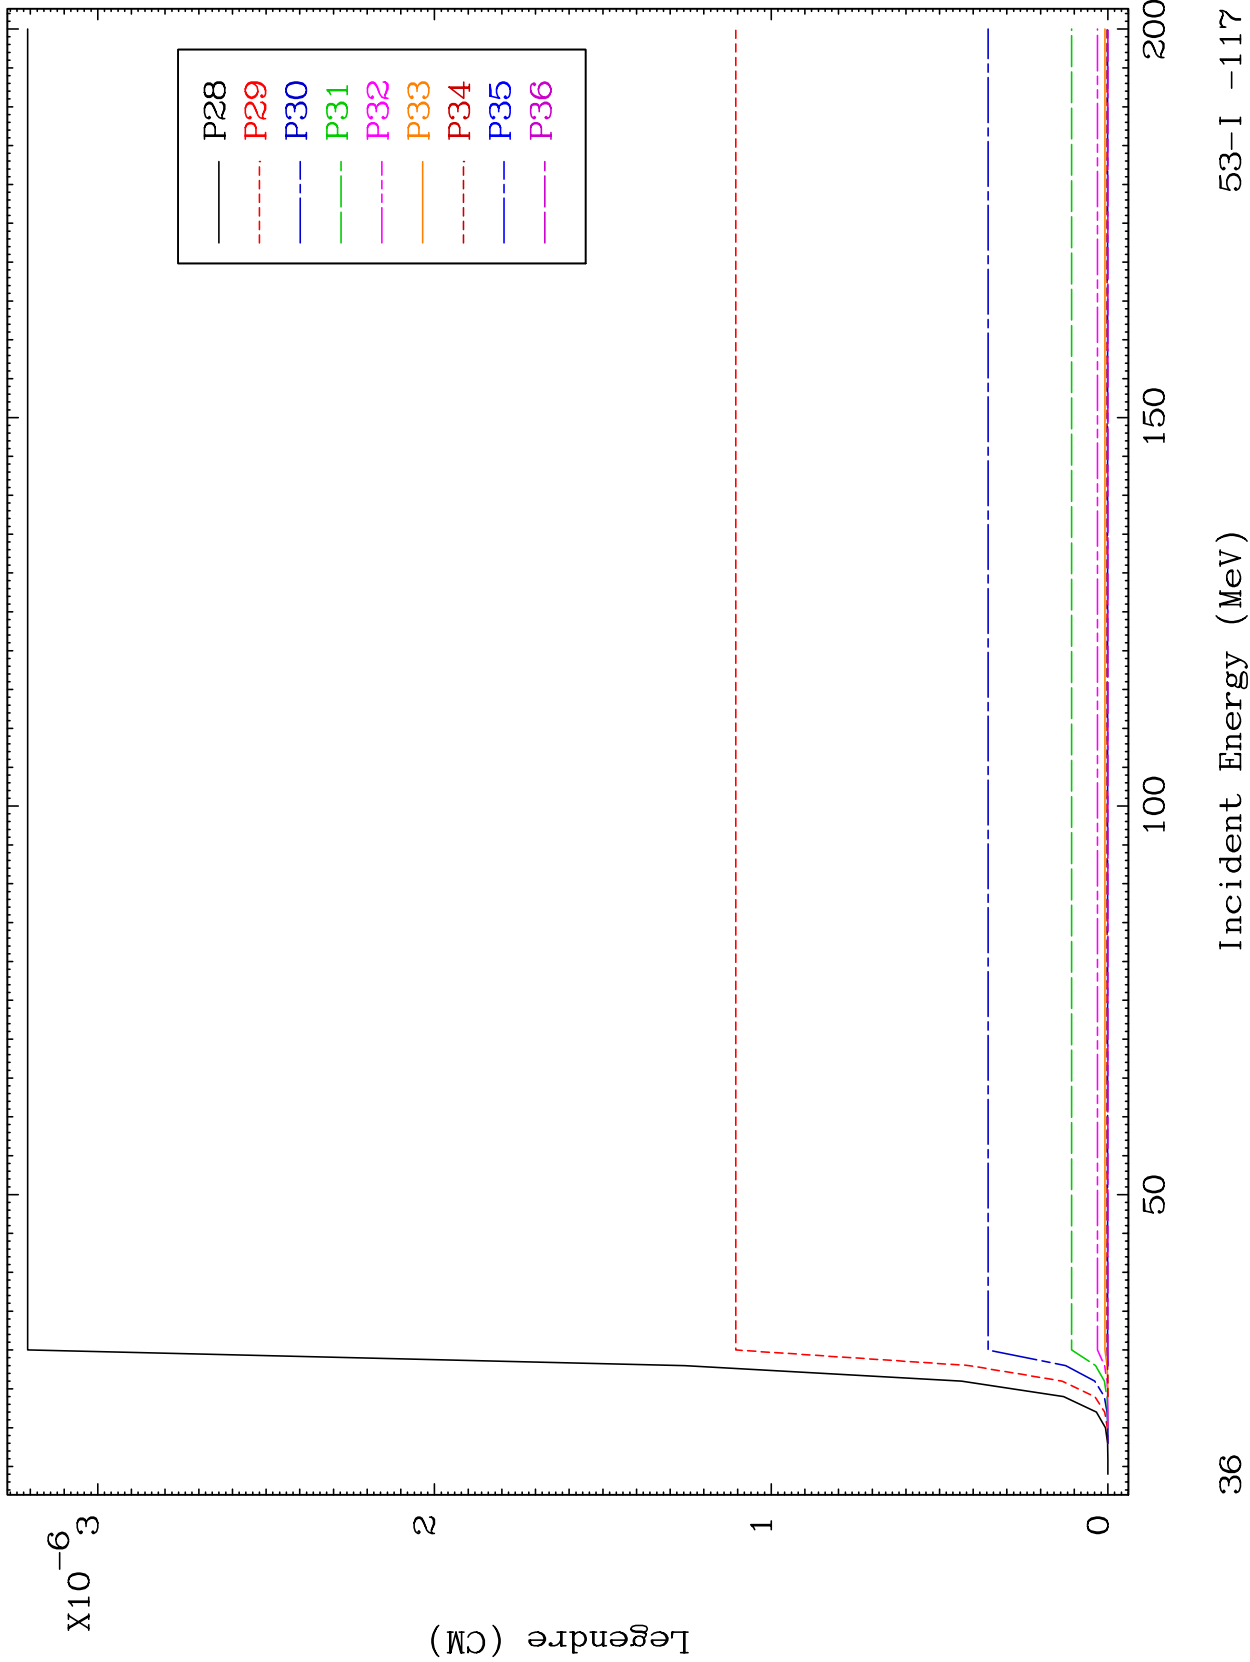 X10-6
3
2
1
0
Legendre (CM)
P28
P29
P30
P31
P32
P33
P34
P35
P36
50
100
150
200
Incident Energy (MeV)
36
53-I -117